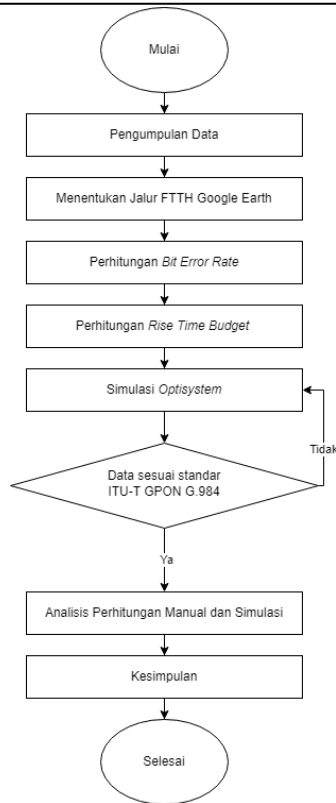 Mulai
Pengumpulan Data
Menentukan Jalur FTTH Google Earth
Perhitungan Bit Error Rate
Perhitungan Rise Time Budget
Simulasi Optisystem
Tidak
Data sesuai standar
ITU-T GPON G.984
Ya
Analisis Perhitungan Manual dan Simulasi
Kesimpulan
Selesai